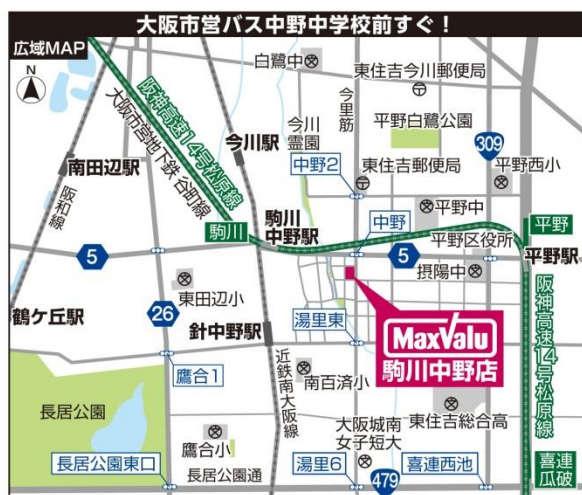 大阪市営バス中野中学校前すぐ！
広域MAP
N
白鷺中
東住吉今川郵便局
阪神高速14号松原線
大阪市営地下鉄 谷町線
今川駅
今川霊園
今里筋
平野白鷺公園
309
南田辺駅
阪和線
中野2
東住吉郵便局
平野西小
平野中
駒川
駒川
中野駅
中野
平野区役所
平野
平野駅
5
5
摂陽中
東田辺小
鶴ケ丘駅
26
針中野駅
湯里東
MaxValu
駒川中野店
阪神高速14号松原線
鷹合1
近鉄南大阪線
南百済小
長居公園
大阪城南
女子短大
東住吉総合高
鷹合小
長居公園東口
長居公園通
湯里6
479
喜連西池
喜連
瓜破